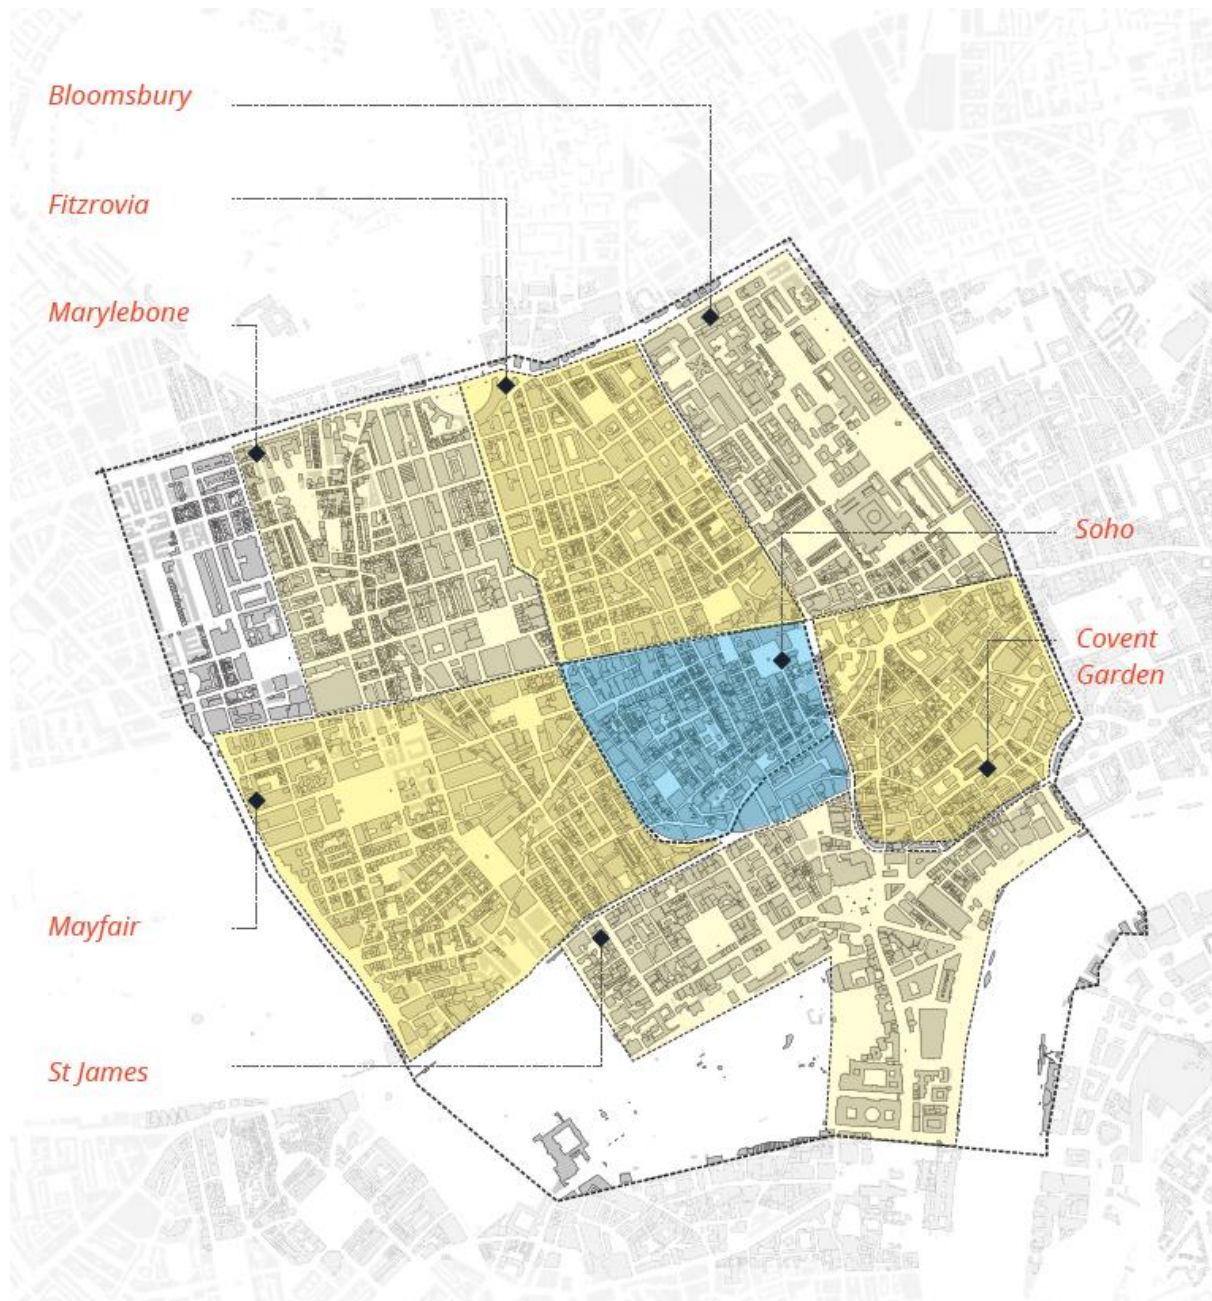 Bloomsbury
Fitzrovia
Marylebone
Soho
Covent
Garden
Mayfair
St James